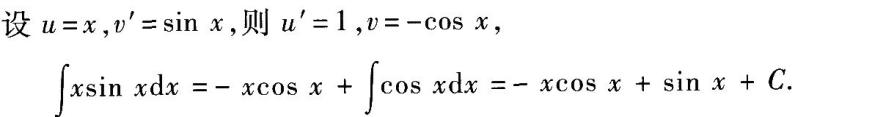 设 u = x, v′ = sin x, 则 u′ = 1, v = −cos x,
∫xsin xdx = − xcos x + ∫cos xdx = − xcos x + sin x + C.